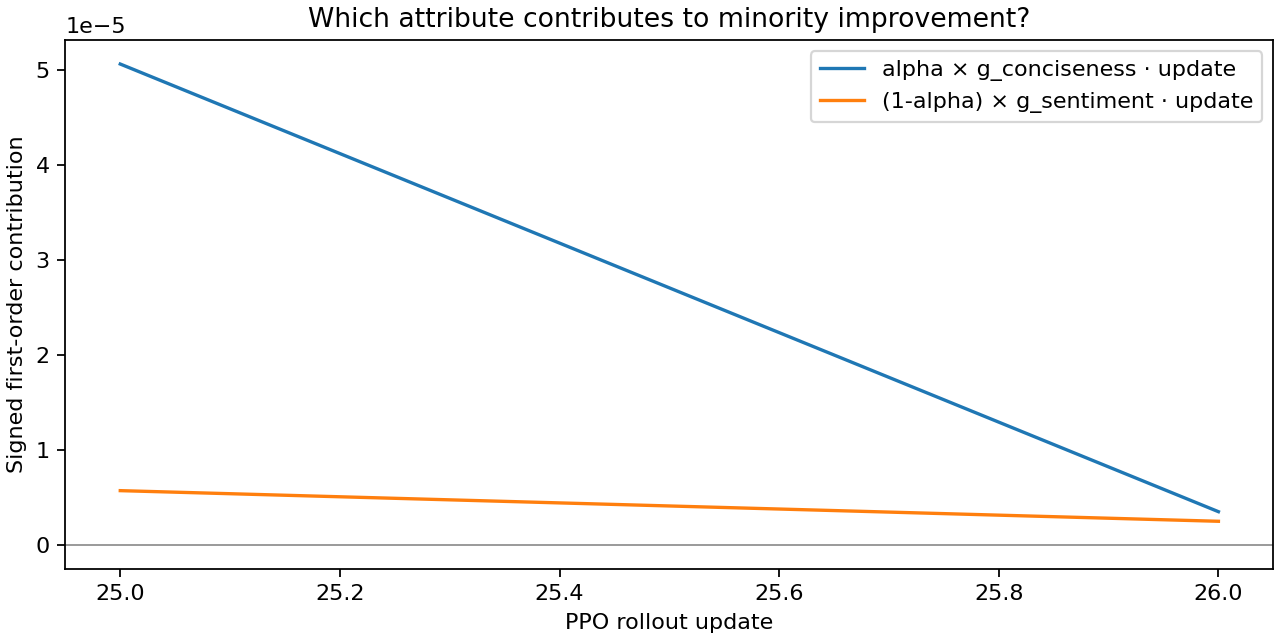 Which attribute contributes to minority improvement?
1e−5
alpha × g_conciseness · update
(1-alpha) × g_sentiment · update
Signed first-order contribution
5
4
3
2
1
0
25.0 25.2 25.4 25.6 25.8 26.0
PPO rollout update